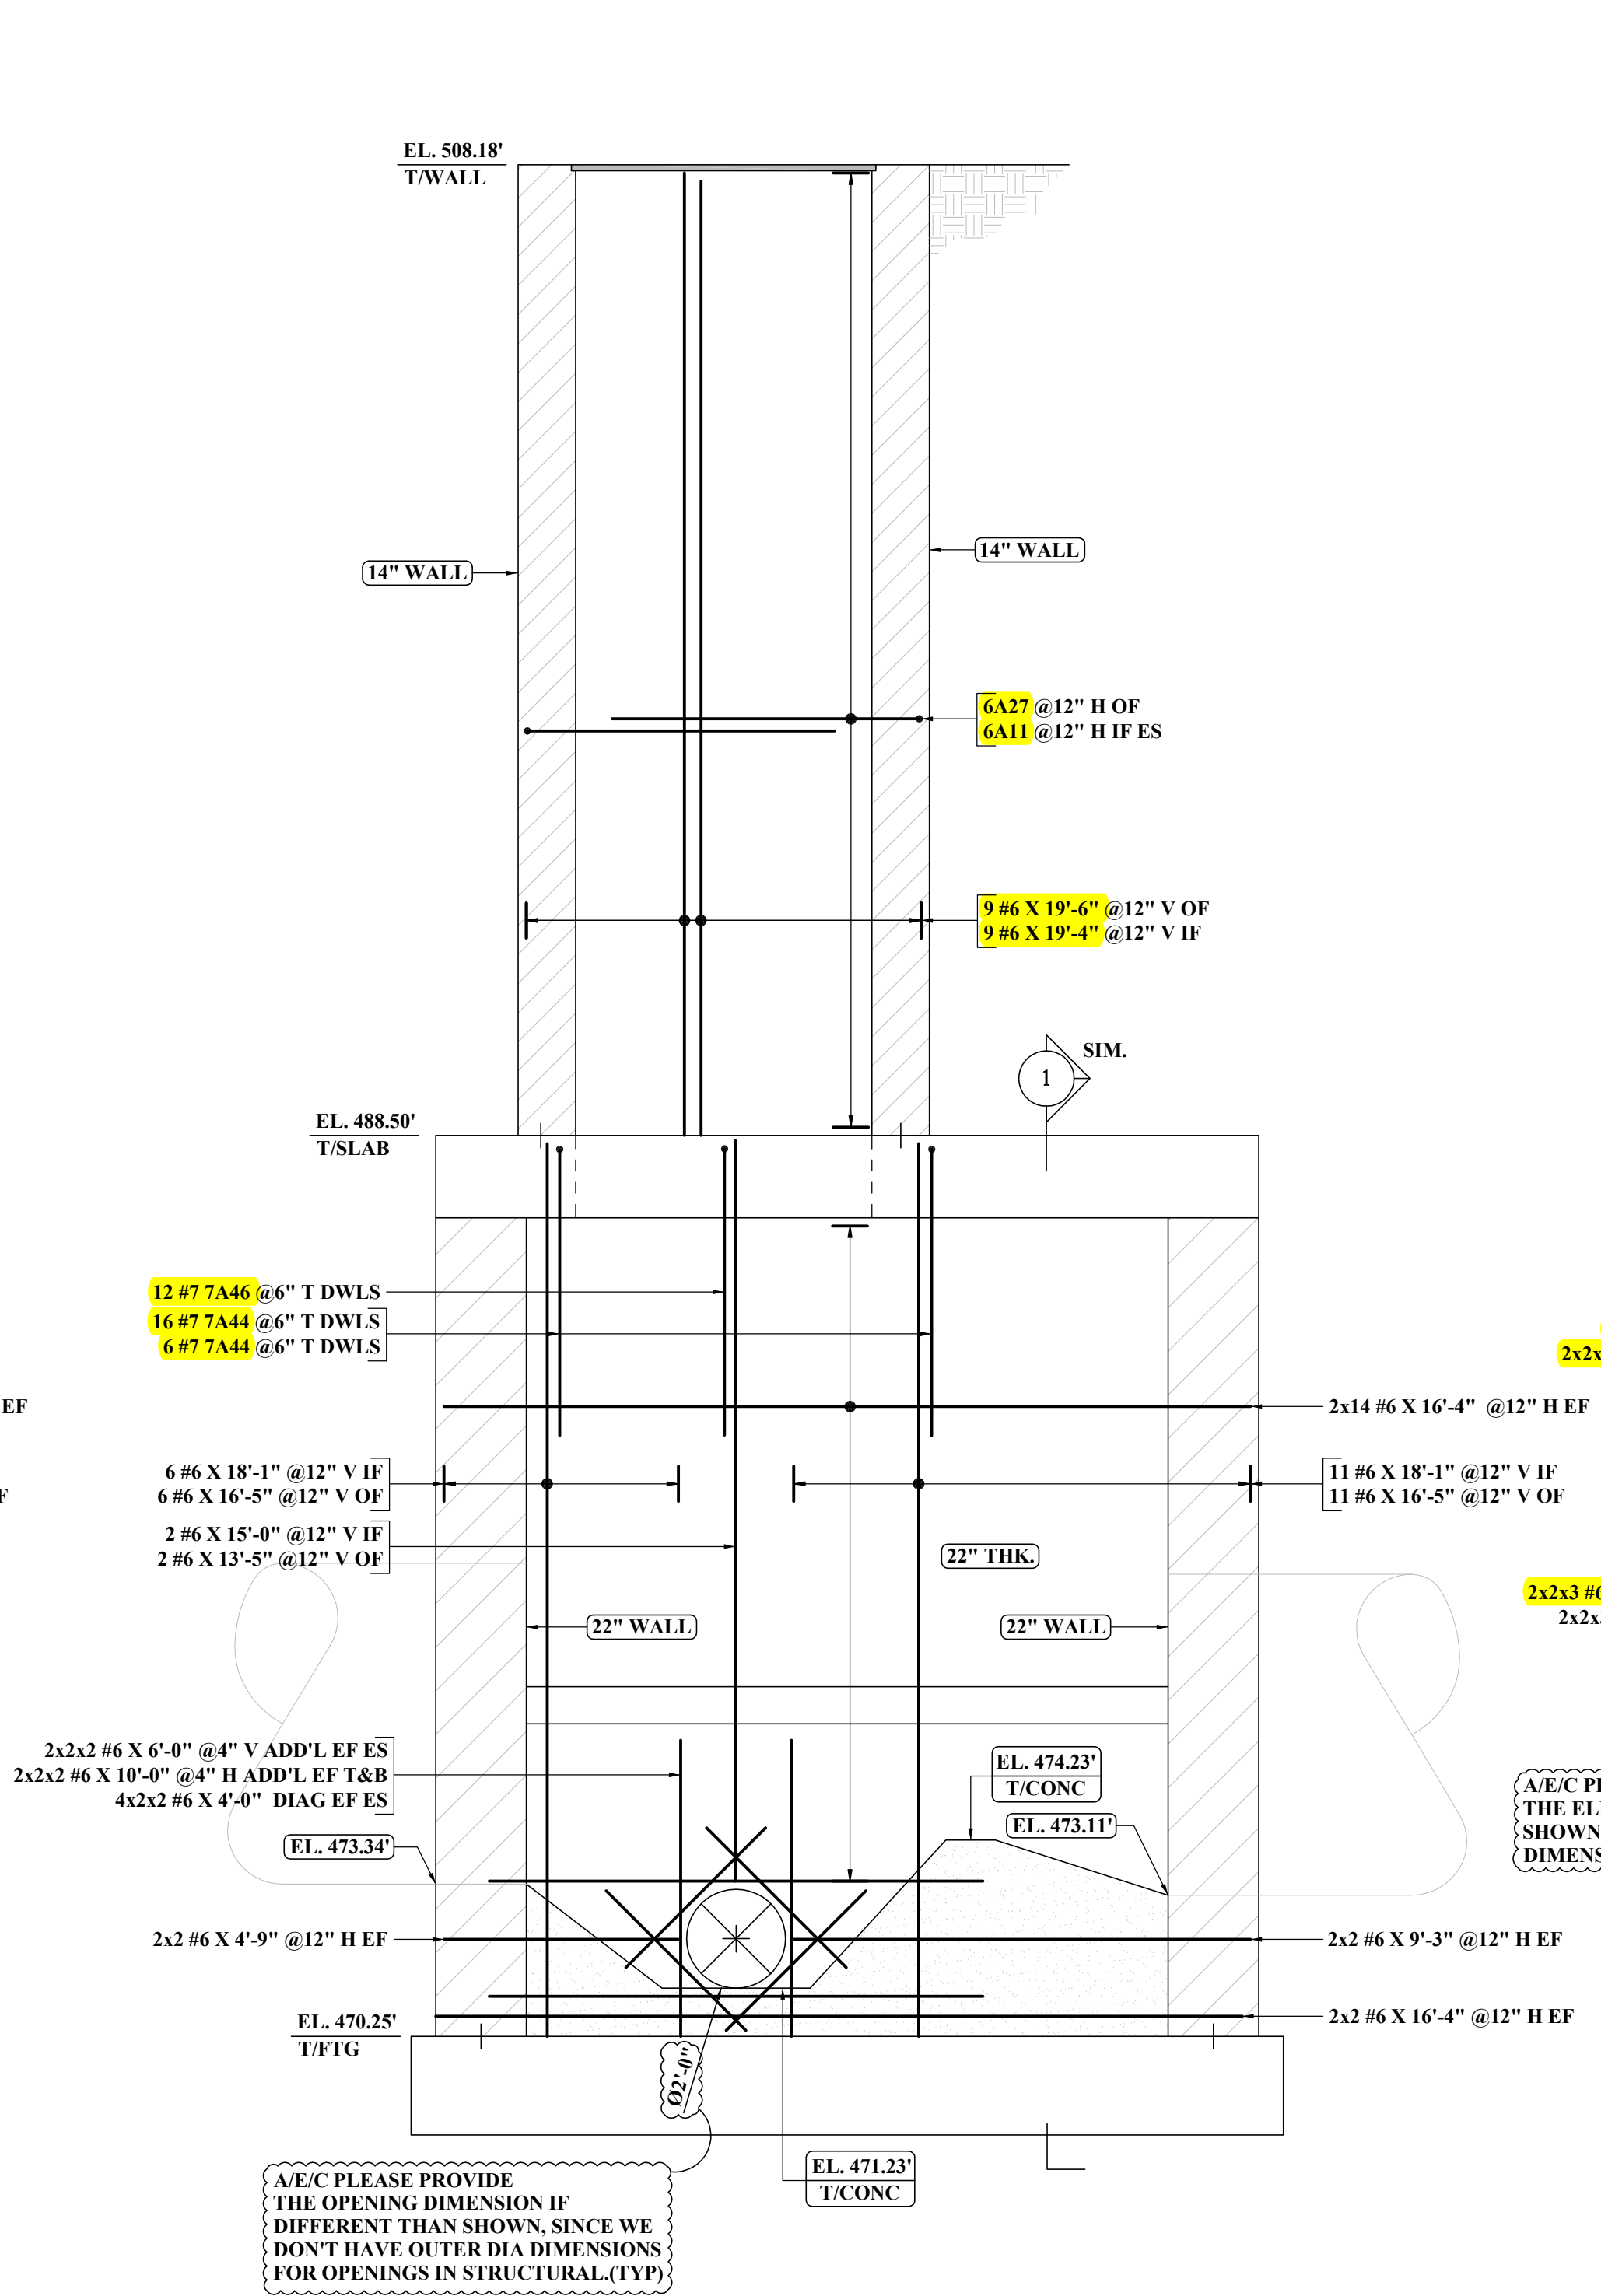 EL. 508.18'
T/WALL
14" WALL
14" WALL
6A27 @12" H OF
6A11 @12" H IF ES
9 #6 X 19'-6" @12" V OF
9 #6 X 19'-4" @12" V IF
SIM.
1
EL. 488.50'
T/SLAB
12 #7 7A46 @6" T DWLS
16 #7 7A44 @6" T DWLS
6 #7 7A44 @6" T DWLS
2x2x
EF
2x14 #6 X 16'-4" @12" H EF
6 #6 X 18'-1" @12" V IF
6 #6 X 16'-5" @12" V OF
11 #6 X 18'-1" @12" V IF
11 #6 X 16'-5" @12" V OF
F
2 #6 X 15'-0" @12" V IF
2 #6 X 13'-5" @12" V OF
22" THK.
2x2x3 #6
2x2x
22" WALL
22" WALL
2x2x2 #6 X 6'-0" @4" V ADD'L EF ES
2x2x2 #6 X 10'-0" @4" H ADD'L EF T&B
4x2x2 #6 X 4'-0" DIAG EF ES
EL. 474.23'
T/CONC
A/E/C
THE
SHOWN
EL. 473.34'
EL. 473.11'
2x2 #6 X 4'-9" @12" H EF
2x2 #6 X 9'-3" @12" H EF
2x2 #6 X 16'-4" @12" H EF
EL. 470.25'
T/FTG
Ø2'-0"
EL. 471.23'
T/CONC
A/E/C PLEASE PROVIDE
THE OPENING DIMENSION IF
DIFFERENT THAN SHOWN, SINCE WE
DON'T HAVE OUTER DIA DIMENSIONS
FOR OPENINGS IN STRUCTURAL.(TYP)